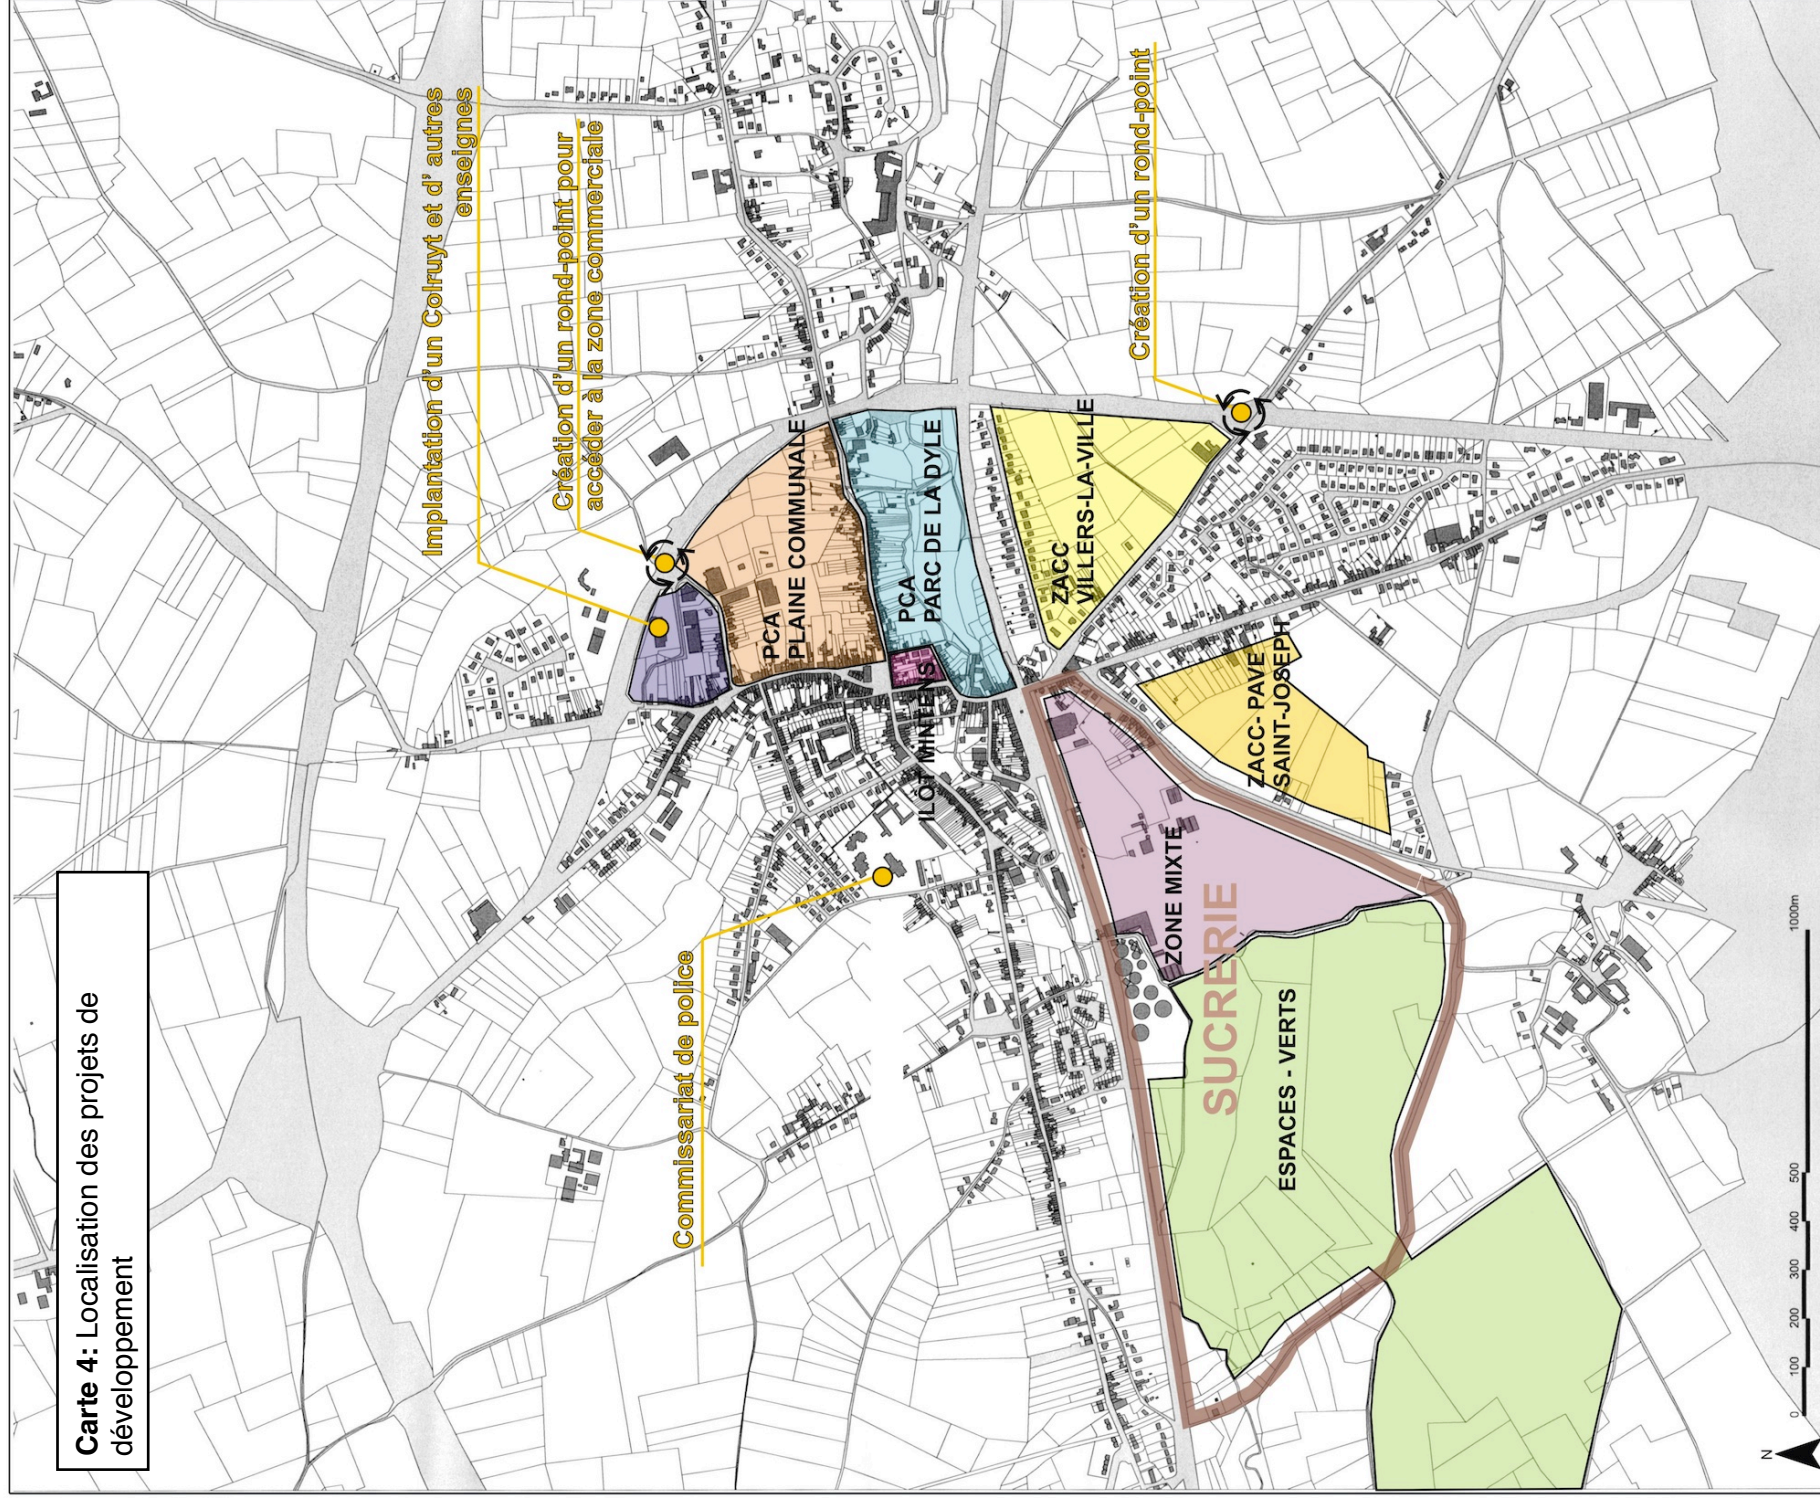 Carte 4: Localisation des projets de
développement
Implantation d'un Colruyt et d' autres
enseignes
Création d'un rond-point pour
accéder à la zone commerciale
Commissariat de police
PCA
PLAINE COMMUNALE
PCA
PARC DE LA DYLE
ILOT MINTENS
ZACC
VILLERS-LA-VILLE
Création d'un rond-point
ZONE MIXTE
SUCRERIE
ZACC- PAVE
SAINT-JOSEPH
ESPACES - VERTS
N
0 100 200 300 400 500 1000m